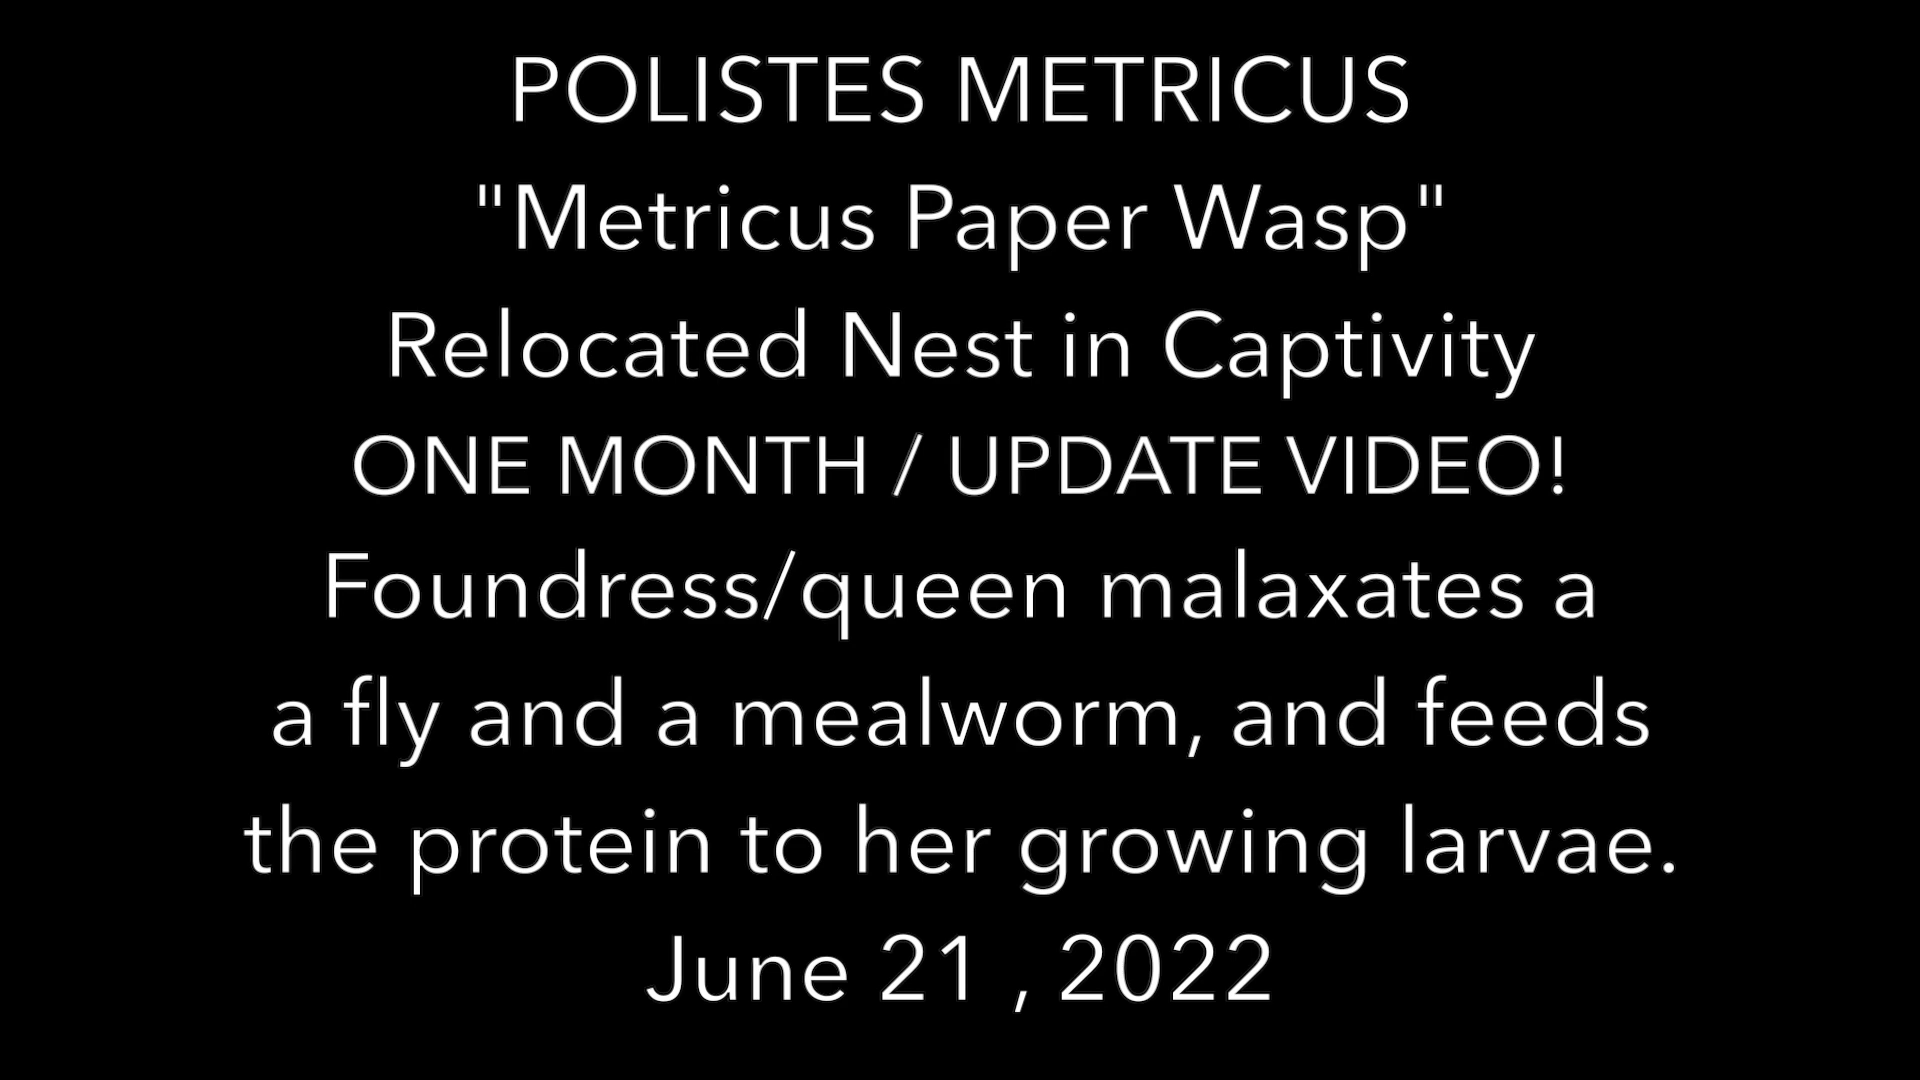 POLISTES METRICUS
"Metricus Paper Wasp"
Relocated Nest in Captivity
ONE MONTH / UPDATE VIDEO!
Foundress/queen malaxates a
a fly and a mealworm, and feeds
the protein to her growing larvae.
June 21 , 2022